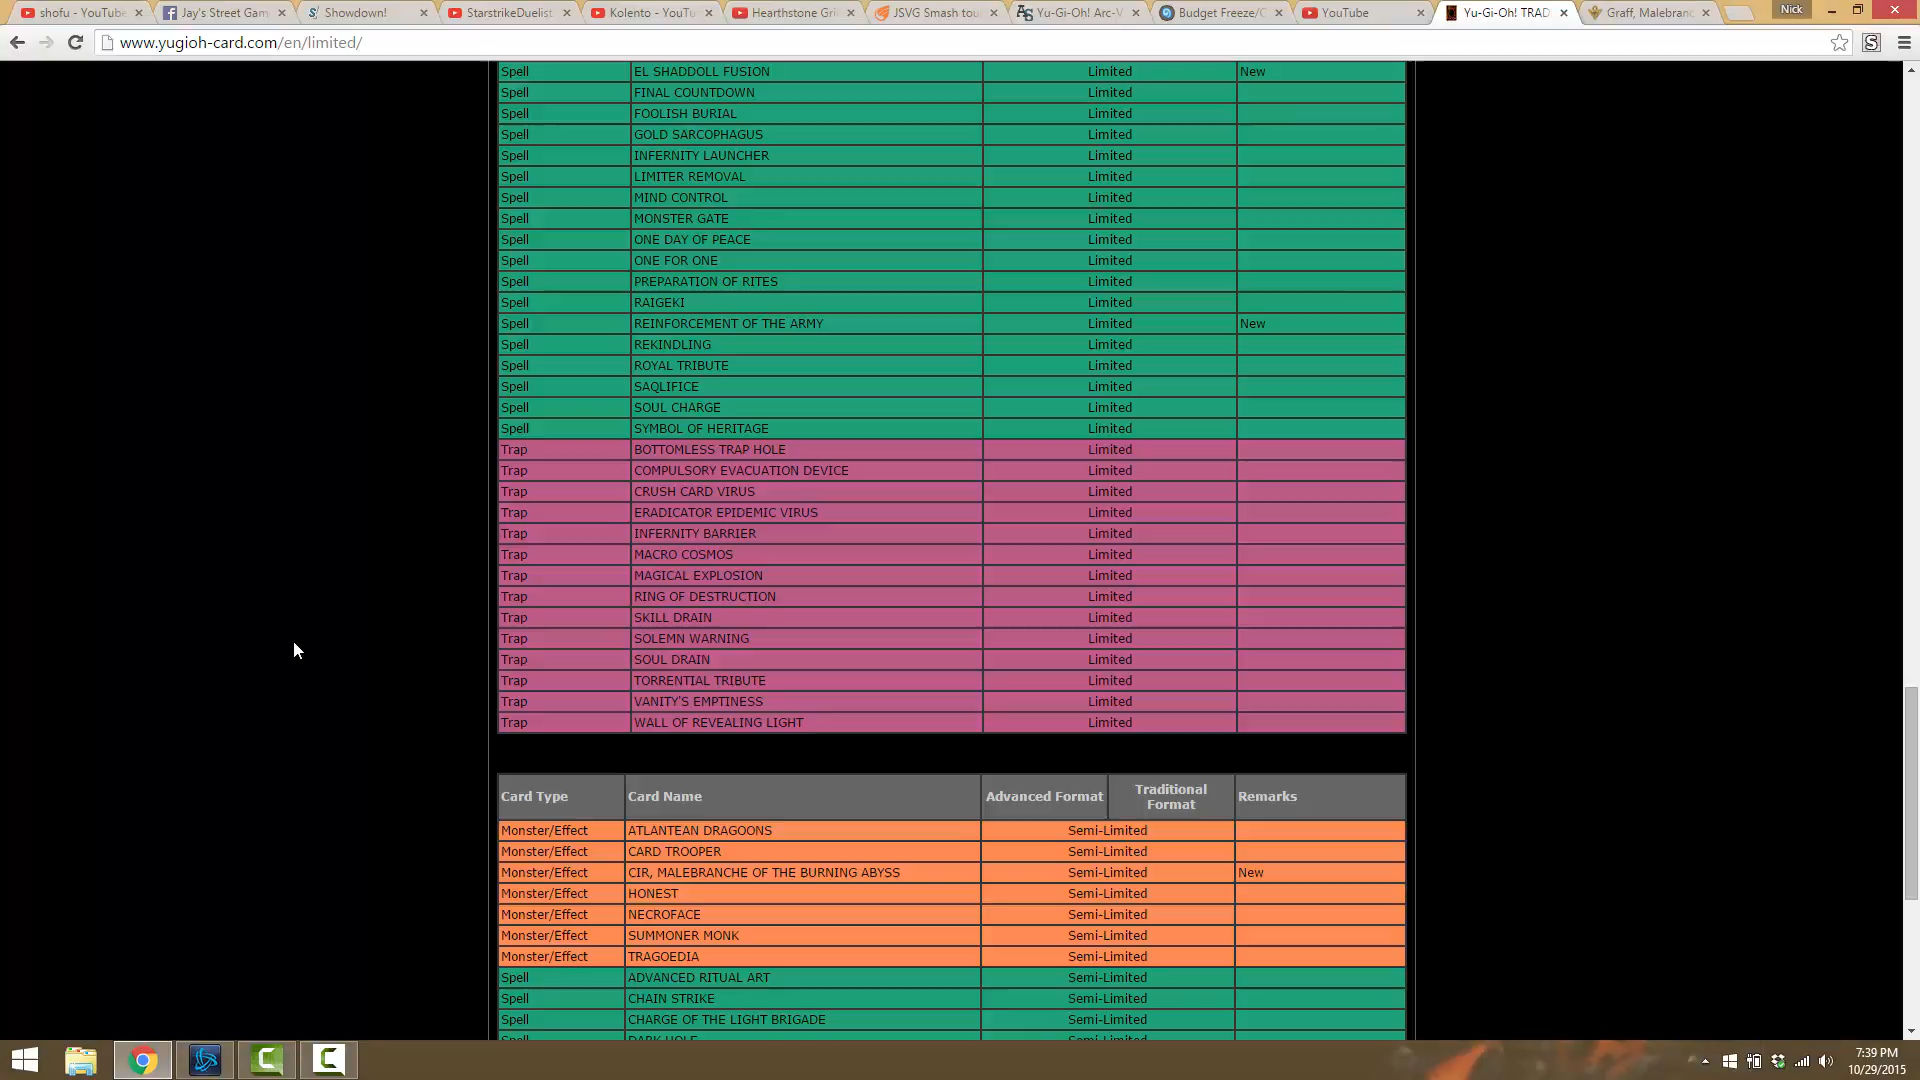 shofu - YouTube
Jay's Street Gam
Showdown!
StarstrikeDuelist
Kolento - YouTu
Hearthstone Gri
JSVG Smash tou
Yu-Gi-Oh! Arc-V
Budget Freeze/C
YouTube
Yu-Gi-Oh! TRAD
Graff, Malebran
Nick
www.yugioh-card.com/en/limited/
Spell EL SHADDOLL FUSION Limited New
Spell FINAL COUNTDOWN Limited
Spell FOOLISH BURIAL Limited
Spell GOLD SARCOPHAGUS Limited
Spell INFERNITY LAUNCHER Limited
Spell LIMITER REMOVAL Limited
Spell MIND CONTROL Limited
Spell MONSTER GATE Limited
Spell ONE DAY OF PEACE Limited
Spell ONE FOR ONE Limited
Spell PREPARATION OF RITES Limited
Spell RAIGEKI Limited
Spell REINFORCEMENT OF THE ARMY Limited New
Spell REKINDLING Limited
Spell ROYAL TRIBUTE Limited
Spell SAQLIFICE Limited
Spell SOUL CHARGE Limited
Spell SYMBOL OF HERITAGE Limited
Trap BOTTOMLESS TRAP HOLE Limited
Trap COMPULSORY EVACUATION DEVICE Limited
Trap CRUSH CARD VIRUS Limited
Trap ERADICATOR EPIDEMIC VIRUS Limited
Trap INFERNITY BARRIER Limited
Trap MACRO COSMOS Limited
Trap MAGICAL EXPLOSION Limited
Trap RING OF DESTRUCTION Limited
Trap SKILL DRAIN Limited
Trap SOLEMN WARNING Limited
Trap SOUL DRAIN Limited
Trap TORRENTIAL TRIBUTE Limited
Trap VANITY'S EMPTINESS Limited
Trap WALL OF REVEALING LIGHT Limited
Card Type Card Name Advanced Format Traditional Format Remarks
Monster/Effect ATLANTEAN DRAGOONS Semi-Limited
Monster/Effect CARD TROOPER Semi-Limited
Monster/Effect CIR, MALEBRANCHE OF THE BURNING ABYSS Semi-Limited New
Monster/Effect HONEST Semi-Limited
Monster/Effect NECROFACE Semi-Limited
Monster/Effect SUMMONER MONK Semi-Limited
Monster/Effect TRAGOEDIA Semi-Limited
Spell ADVANCED RITUAL ART Semi-Limited
Spell CHAIN STRIKE Semi-Limited
Spell CHARGE OF THE LIGHT BRIGADE Semi-Limited
Spell DARK HOLE Semi-Limited
7:39 PM
10/29/2015